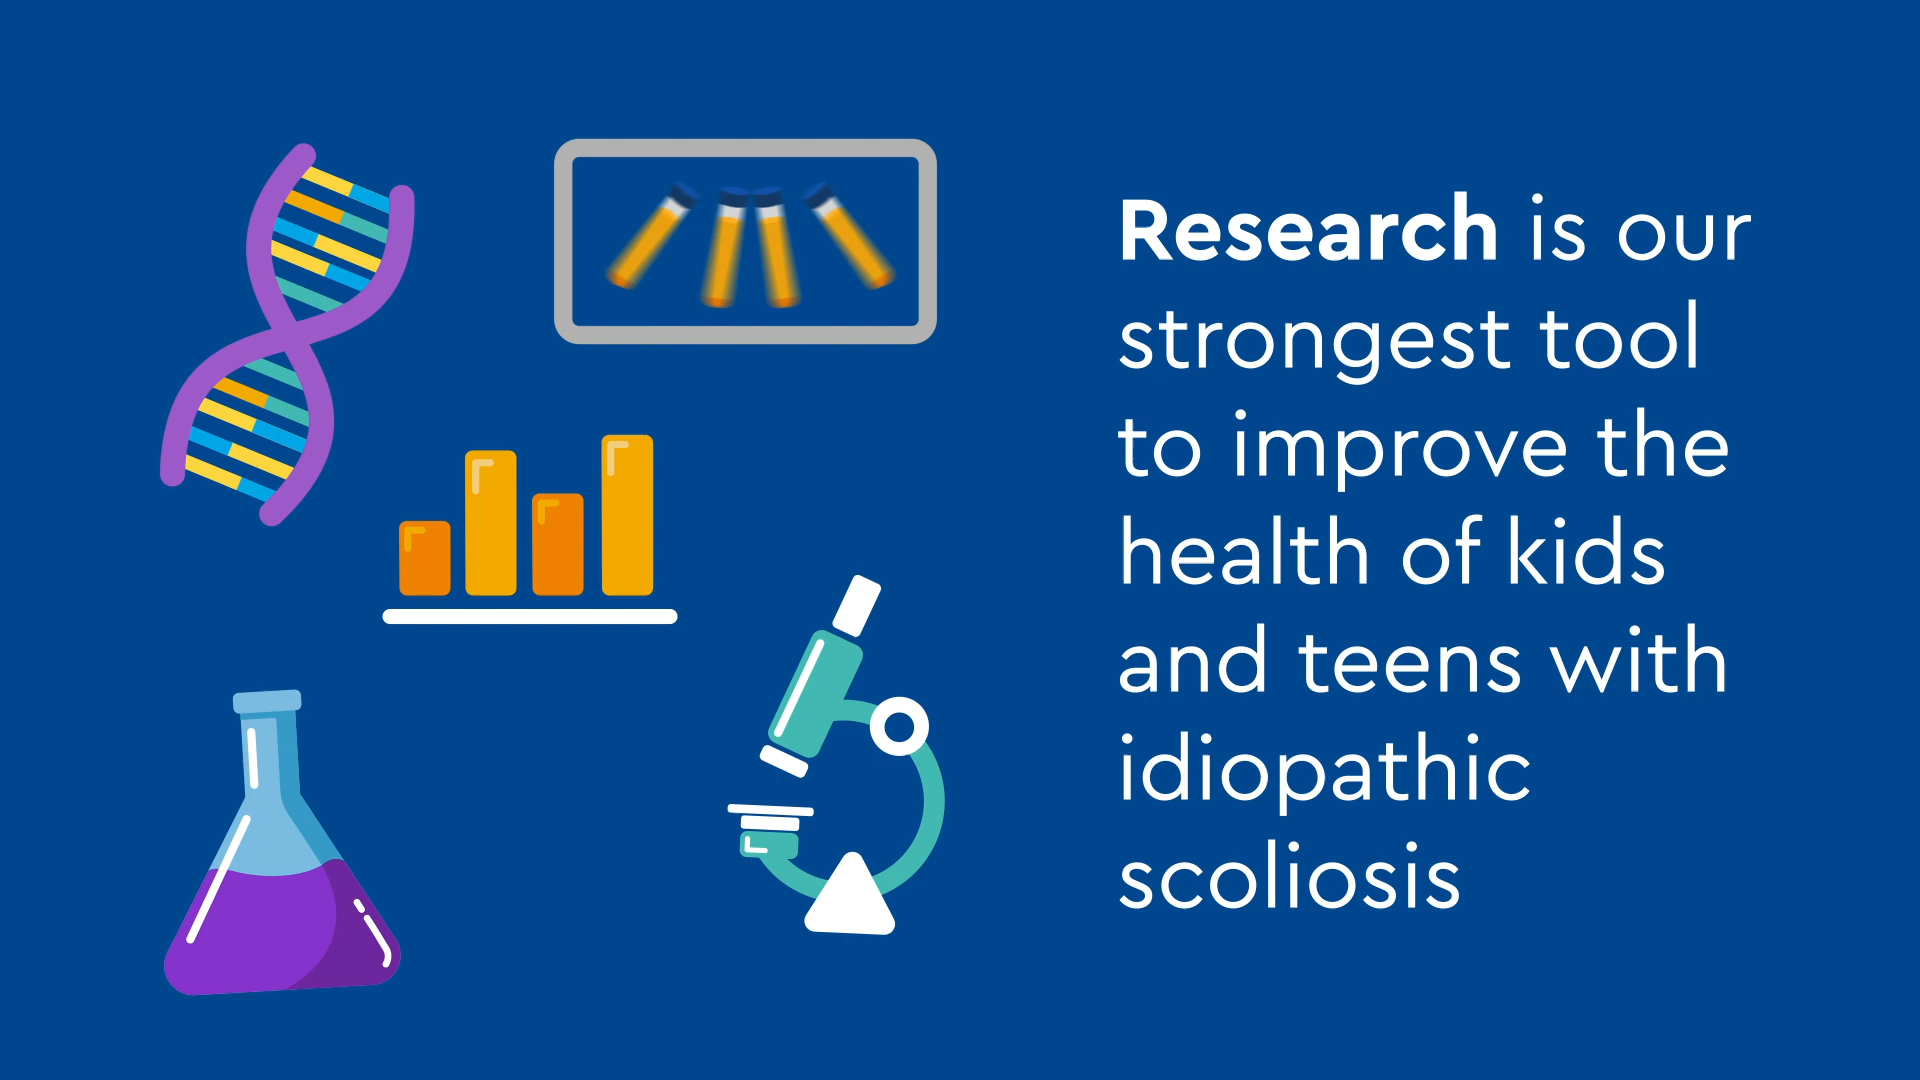 Research is our
strongest tool
to improve the
health of kids
and teens with
idiopathic
scoliosis